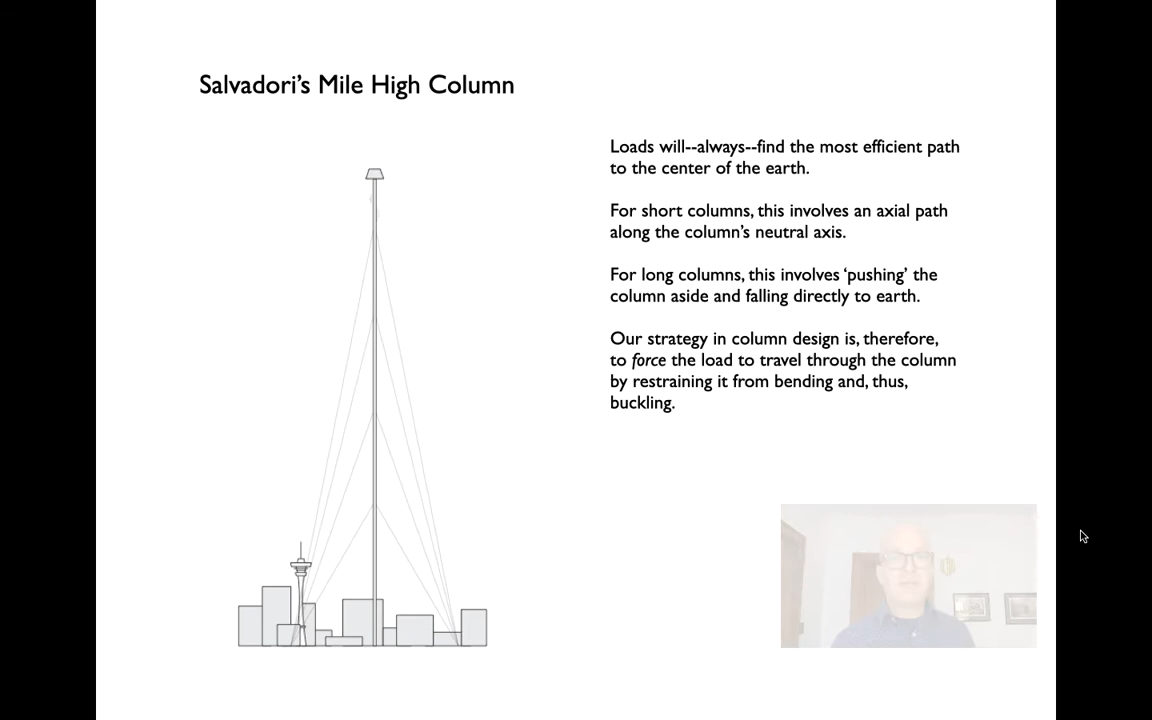 Salvadori's Mile High Column
Loads will--always--find the most efficient path
to the center of the earth.
For short columns, this involves an axial path
along the column's neutral axis.
For long columns, this involves ‘pushing’ the
column aside and falling directly to earth.
Our strategy in column design is, therefore,
to force the load to travel through the column
by restraining it from bending and, thus,
buckling.